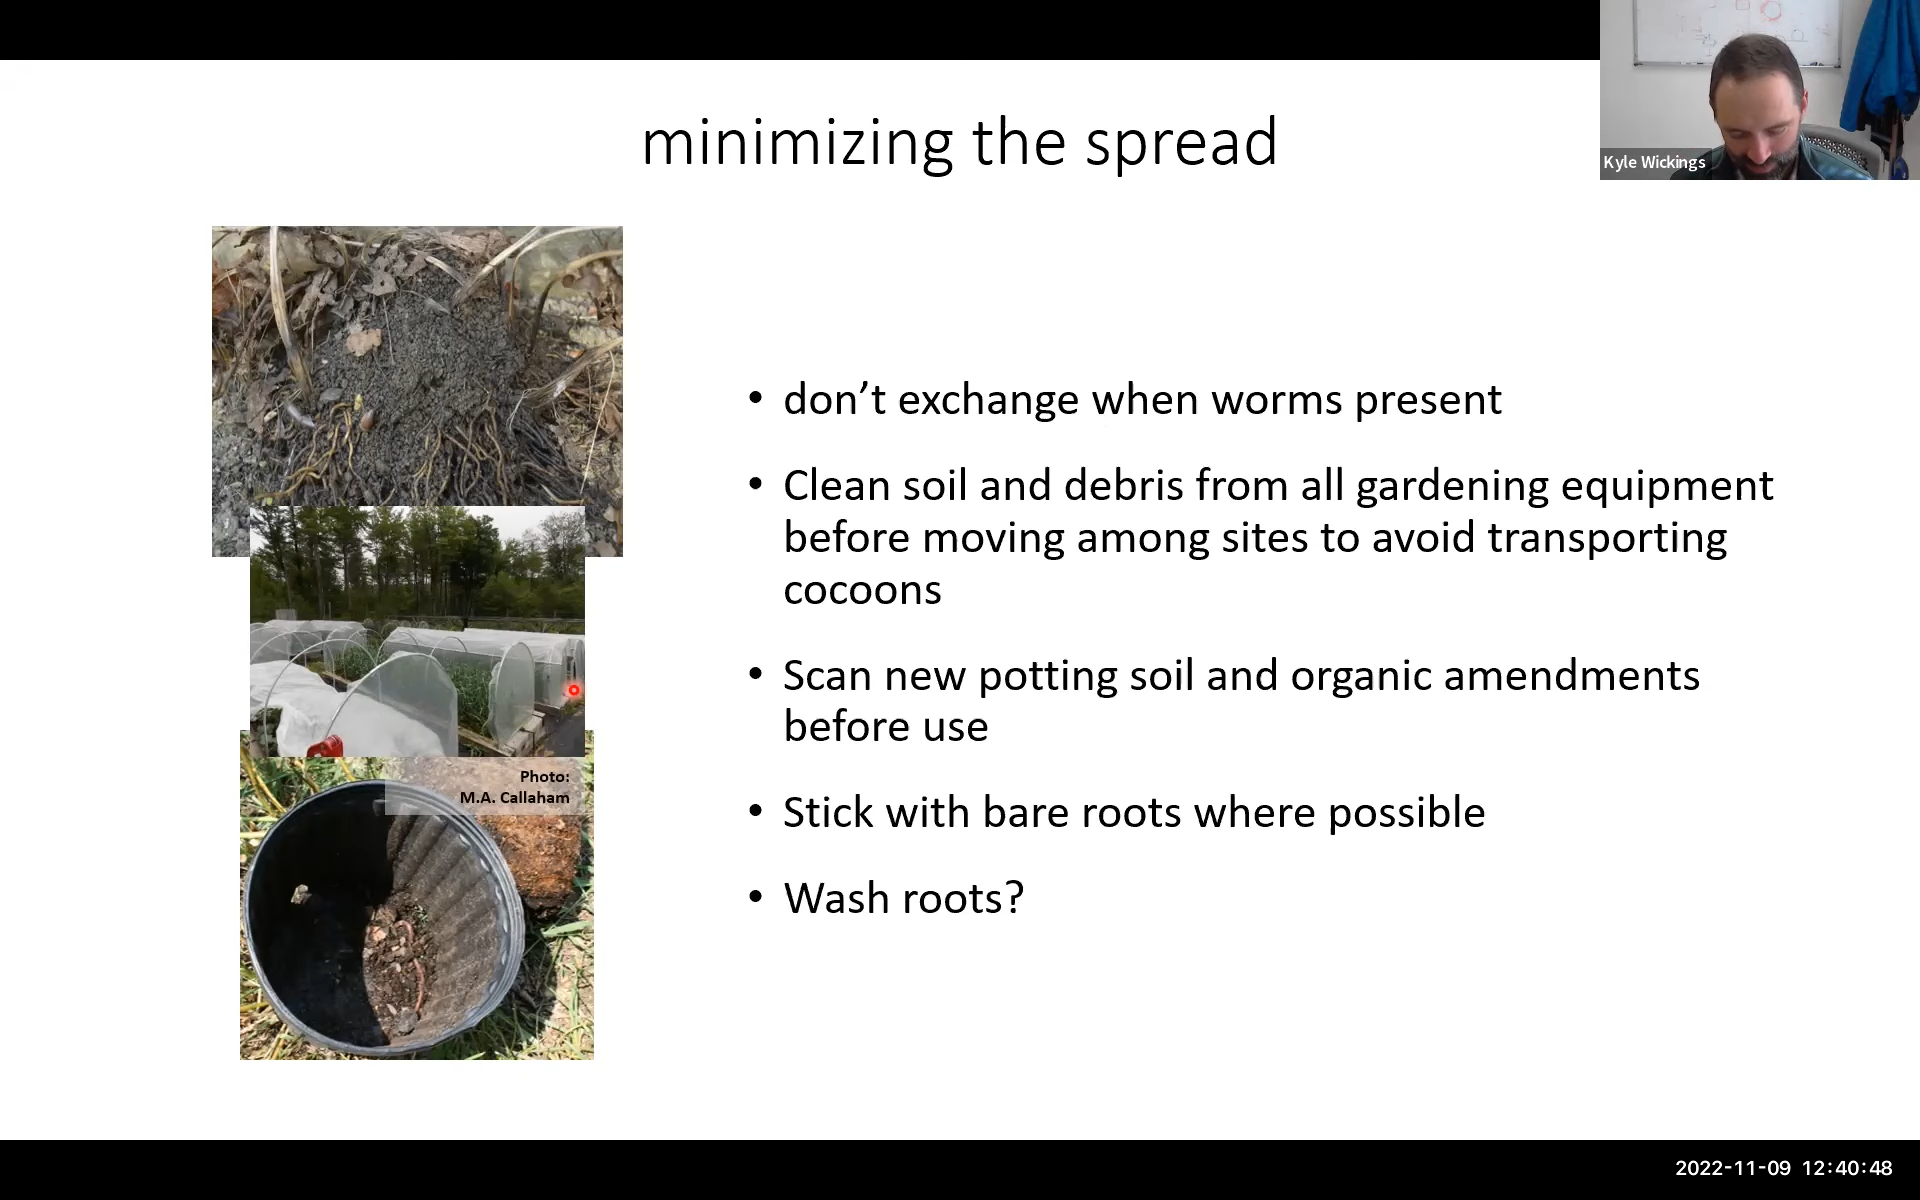 minimizing the spread
Kyle Wickings
• don’t exchange when worms present
• Clean soil and debris from all gardening equipment
before moving among sites to avoid transporting
cocoons
• Scan new potting soil and organic amendments
before use
• Stick with bare roots where possible
• Wash roots?
Photo:
M.A. Callaham
2022-11-09 12:40:48